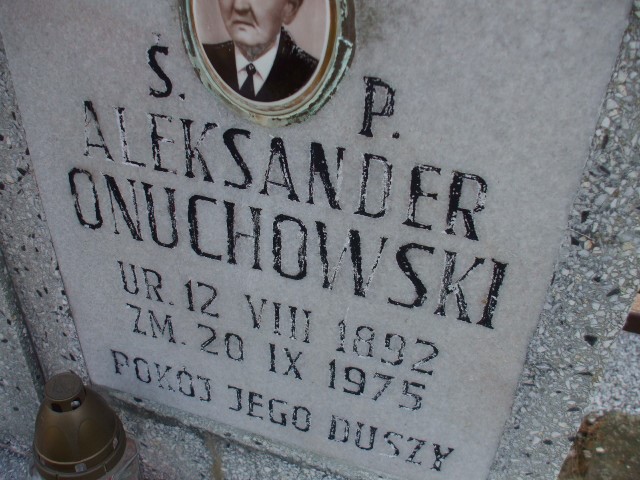 Ś. P.
ALEKSANDER
ONUCHOWSKI
UR. 12 VIII 1892
ZM. 20 IX 1975
POKÓJ JEGO DUSZY